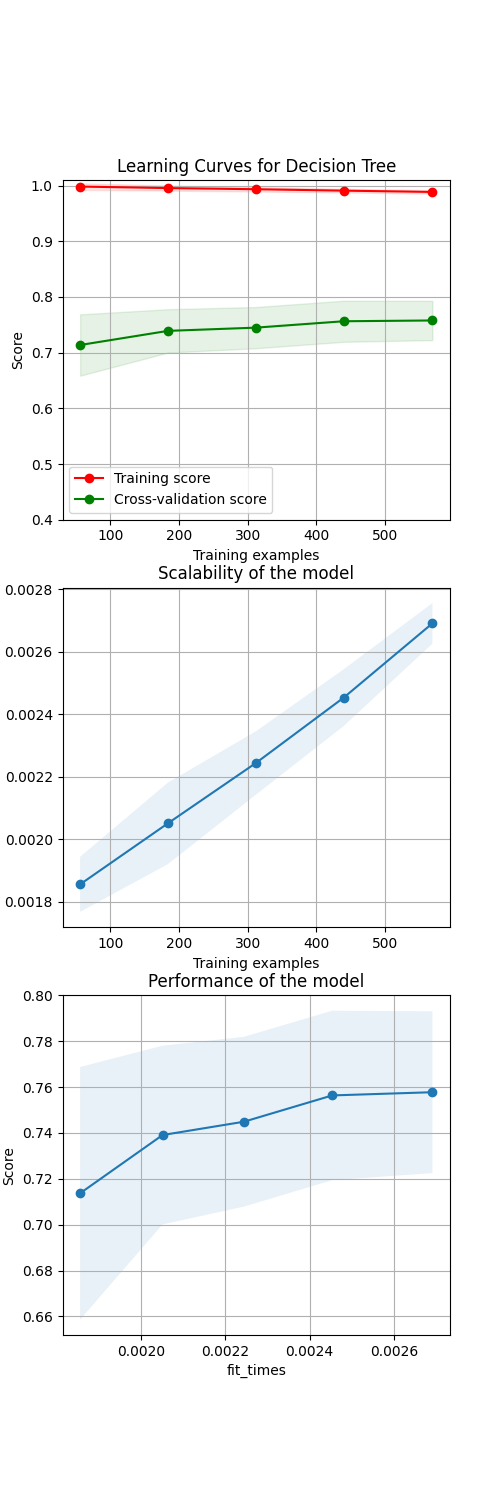 Learning Curves for Decision Tree
1.0
0.9
0.8
0.7
0.6
0.5
0.4
Score
Training score
Cross-validation score
100 200 300 400 500
Training examples
Scalability of the model
0.0028
0.0026
0.0024
0.0022
0.0020
0.0018
100 200 300 400 500
Training examples
Performance of the model
0.80
0.78
0.76
0.74
0.72
0.70
0.68
0.66
Score
0.0020 0.0022 0.0024 0.0026
fit_times